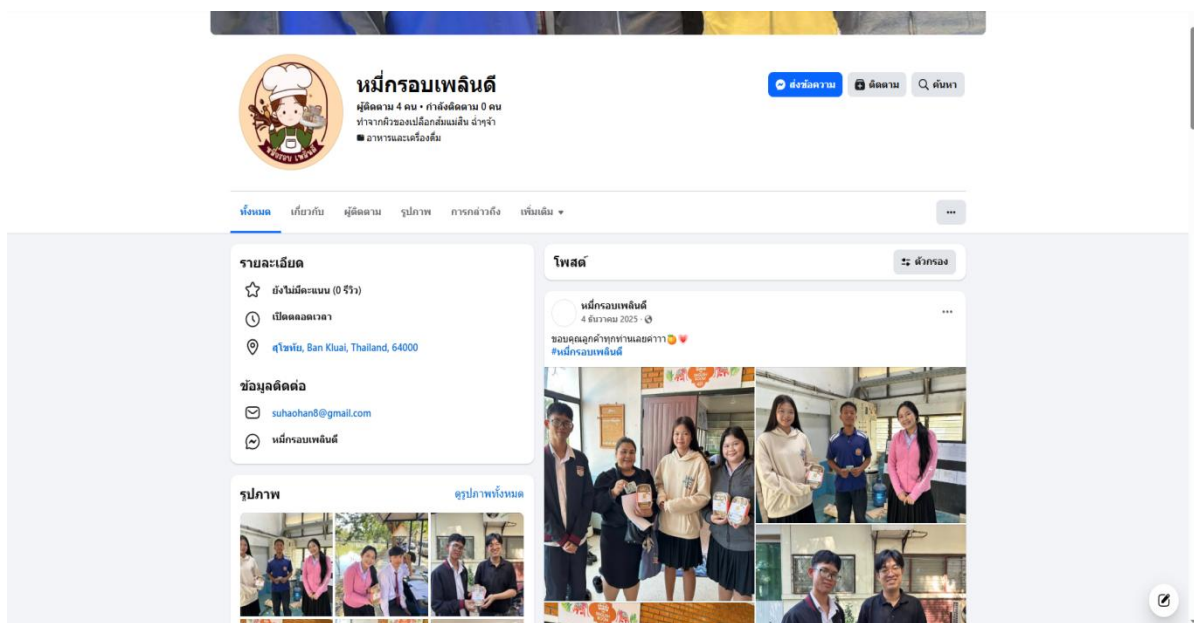 หมี่กรอบเพลินดี
ผู้ติดตาม 4 คน • กำลังติดตาม 0 คน
ทำจากผิวของเปลือกส้มแม่สิน ฉ่ำๆจ้า
อาหารและเครื่องดื่ม
ส่งข้อความ
ติดตาม
ค้นหา
หมี่กรอบ เพลินดี
ทั้งหมด เกี่ยวกับ ผู้ติดตาม รูปภาพ การกล่าวถึง เพิ่มเติม
รายละเอียด
ยังไม่มีคะแนน (0 รีวิว)
เปิดตลอดเวลา
สุโขทัย, Ban Kluai, Thailand, 64000
ข้อมูลติดต่อ
suhaohan8@gmail.com
หมี่กรอบเพลินดี
รูปภาพ
ดูรูปภาพทั้งหมด
โพสต์
ตัวกรอง
หมี่กรอบเพลินดี
4 ธันวาคม 2025
ขอบคุณลูกค้าทุกท่านเลยค่าาา🍊💗
#หมี่กรอบเพลินดี